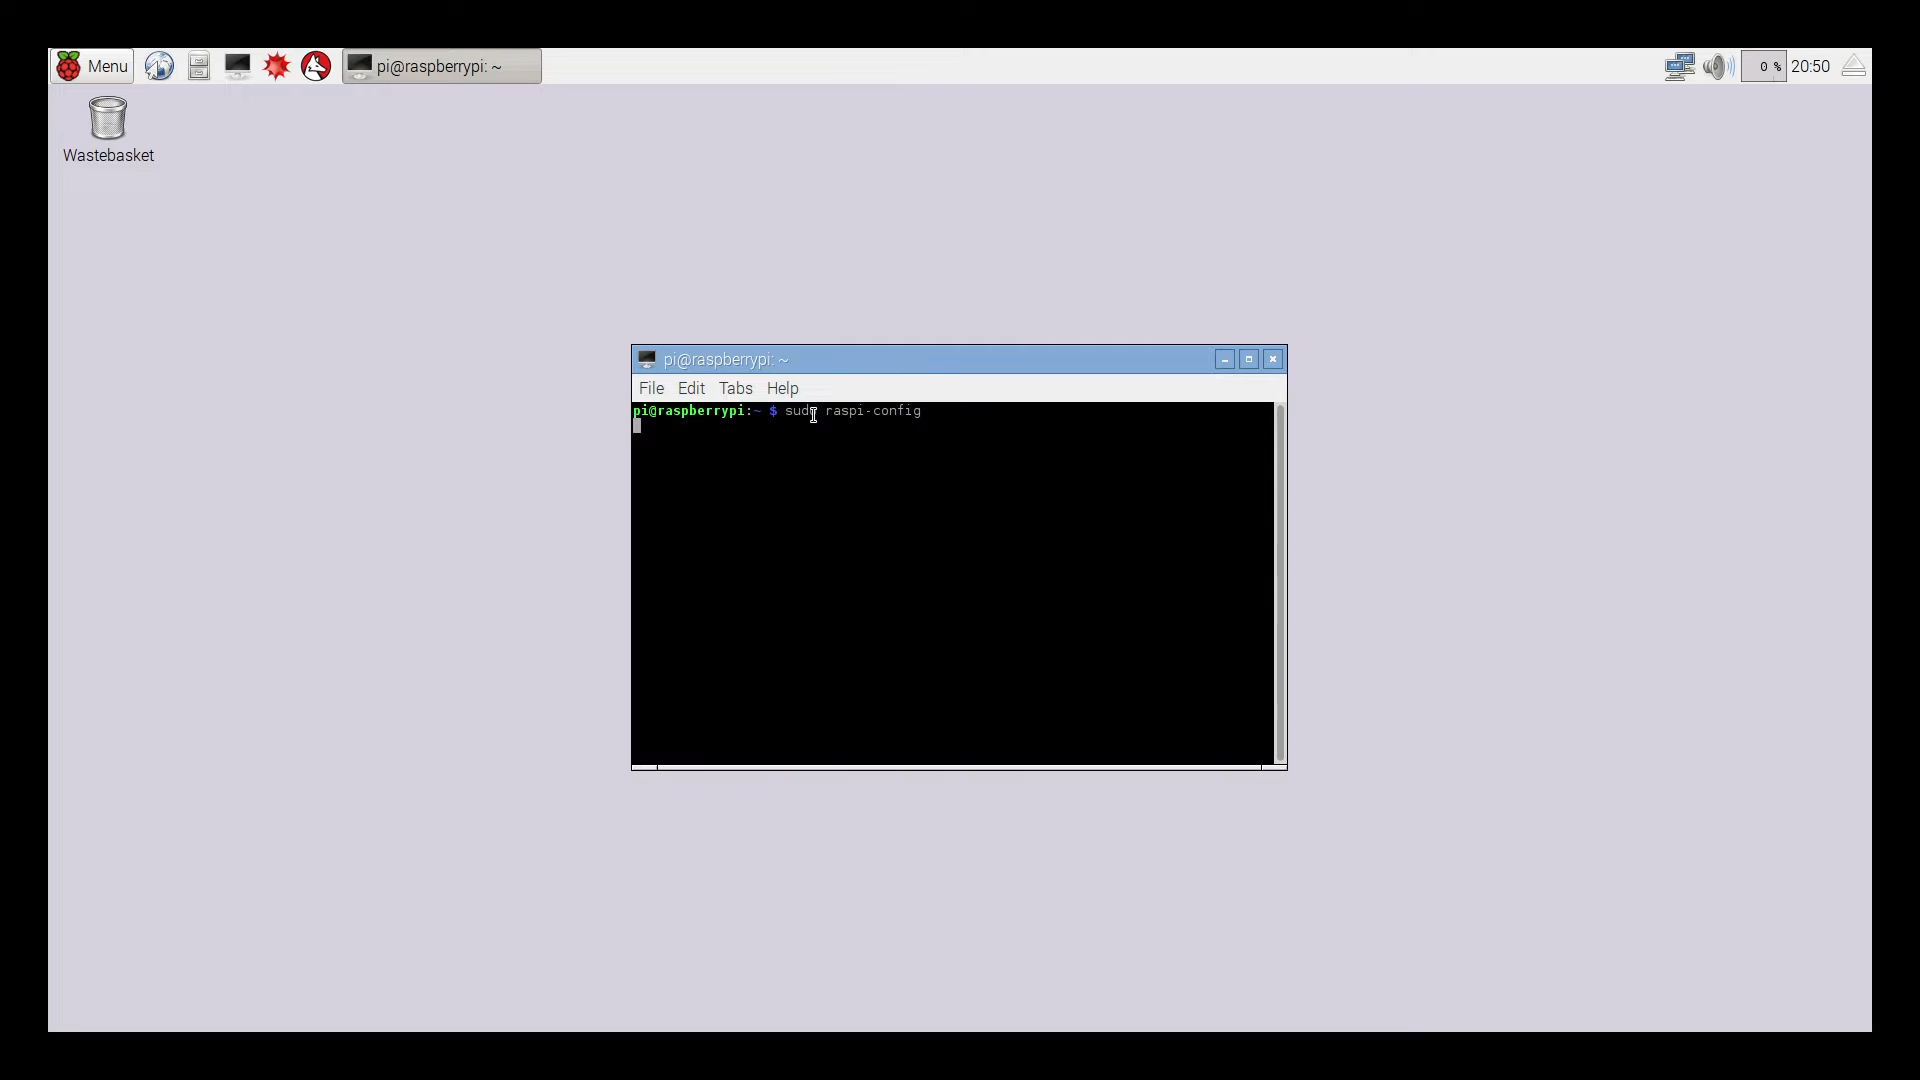 Menu
pi@raspberrypi: ~
0 %
20:50
Wastebasket
pi@raspberrypi: ~
File Edit Tabs Help
pi@raspberrypi:~ $ sudo raspi-config